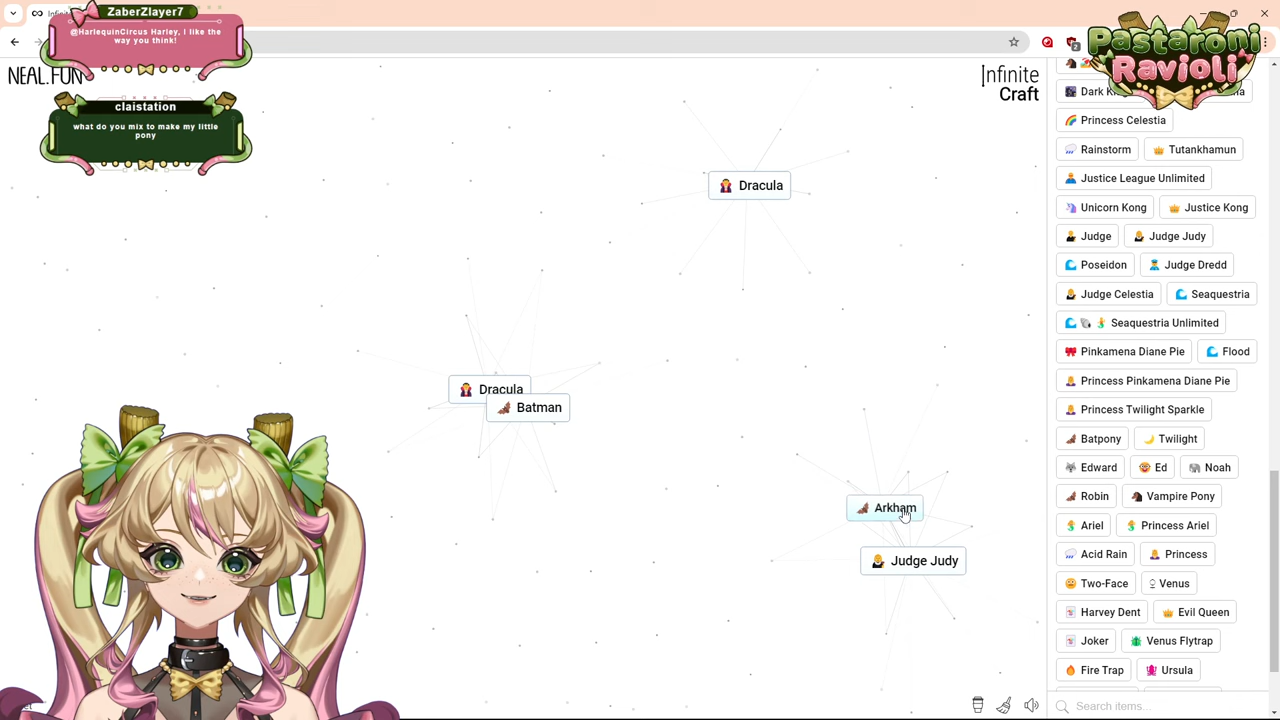 ZaberZlayer7
@HarlequinCircus Harley, I like the
way you think!
NEAL.FUN
claistation
what do you mix to make my little
pony
Infinite
Craft
Pastaroni
Ravioli
Dracula
Dracula
Batman
Arkham
Judge Judy
Princess Celestia
Rainstorm
Tutankhamun
Justice League Unlimited
Unicorn Kong
Justice Kong
Judge
Judge Judy
Poseidon
Judge Dredd
Judge Celestia
Seaquestria
Seaquestria Unlimited
Pinkamena Diane Pie
Flood
Princess Pinkamena Diane Pie
Princess Twilight Sparkle
Batpony
Twilight
Edward
Ed
Noah
Robin
Vampire Pony
Ariel
Princess Ariel
Acid Rain
Princess
Two-Face
Venus
Harvey Dent
Evil Queen
Joker
Venus Flytrap
Fire Trap
Ursula
Search items...